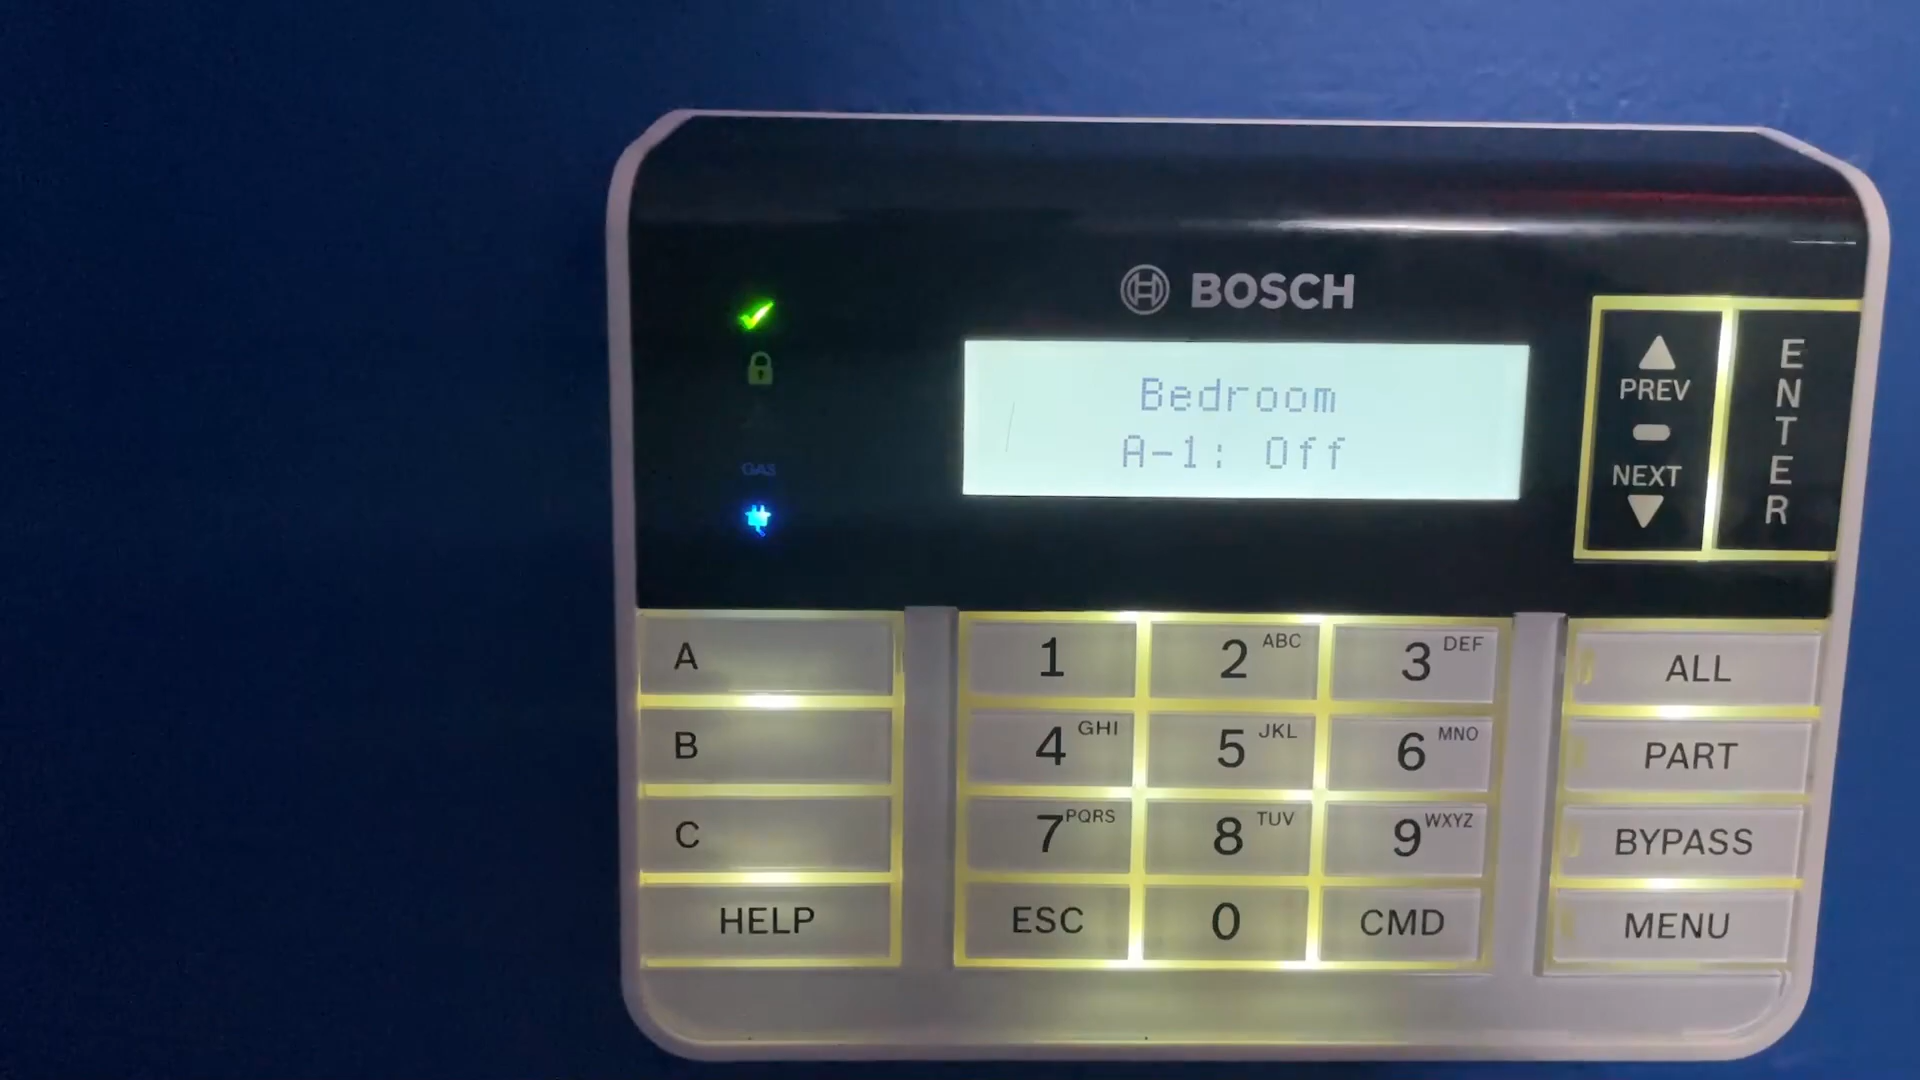 BOSCH
Bedroom
A-1: Off
GAS
PREV
NEXT
ENTER
A
1
2 ABC
3 DEF
ALL
B
4 GHI
5 JKL
6 MNO
PART
C
7 PQRS
8 TUV
9 WXYZ
BYPASS
HELP
ESC
0
CMD
MENU